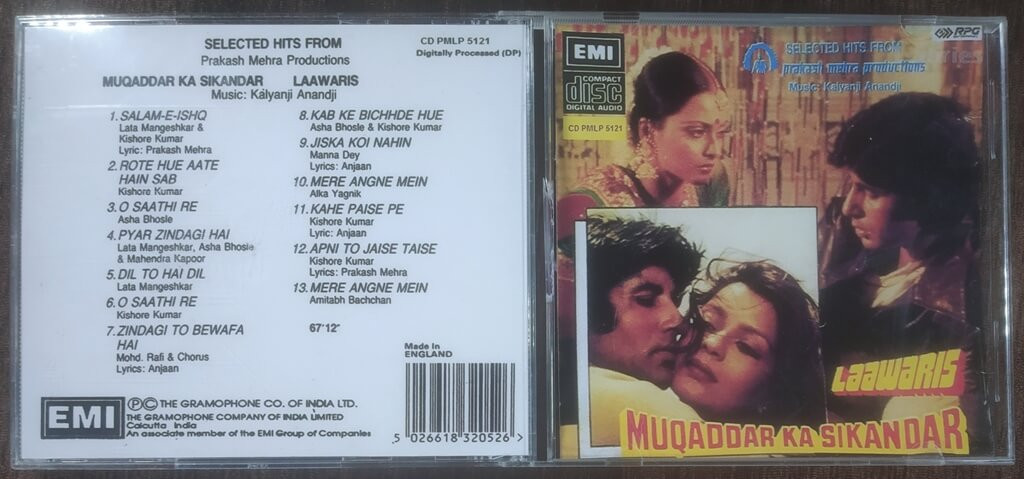 SELECTED HITS FROM
Prakash Mehra Productions
CD PMLP 5121
Digitally Processed (DP)
MUQADDAR KA SIKANDAR LAAWARIS
Music: Kalyanji Anandji
1. SALAM-E-ISHQ
Lata Mangeshkar &
Kishore Kumar
Lyric: Prakash Mehra
2. ROTE HUE AATE
HAIN SAB
Kishore Kumar
3. O SAATHI RE
Asha Bhosle
4. PYAR ZINDAGI HAI
Lata Mangeshkar, Asha Bhosle
& Mahendra Kapoor
5. DIL TO HAI DIL
Lata Mangeshkar
6. O SAATHI RE
Kishore Kumar
7. ZINDAGI TO BEWAFA
HAI
Mohd. Rafi & Chorus
Lyrics: Anjaan
8. KAB KE BICHHDE HUE
Asha Bhosle & Kishore Kumar
9. JISKA KOI NAHIN
Manna Dey
Lyrics: Anjaan
10. MERE ANGNE MEIN
Alka Yagnik
11. KAHE PAISE PE
Kishore Kumar
Lyric: Anjaan
12. APNI TO JAISE TAISE
Kishore Kumar
Lyrics: Prakash Mehra
13. MERE ANGNE MEIN
Amitabh Bachchan
67'12"
Made In
ENGLAND
EMI
Ⓟ© THE GRAMOPHONE CO. OF INDIA LTD.
THE GRAMOPHONE COMPANY OF INDIA LIMITED
Calcutta India
An associate member of the EMI Group of Companies
5 026618 320526 >
EMI
COMPACT
disc
DIGITAL AUDIO
CD PMLP 5121
RPG
SELECTED HITS FROM
prakash mehra productions
Music: Kalyanji Anandji
LAAWARIS
MUQADDAR KA SIKANDAR